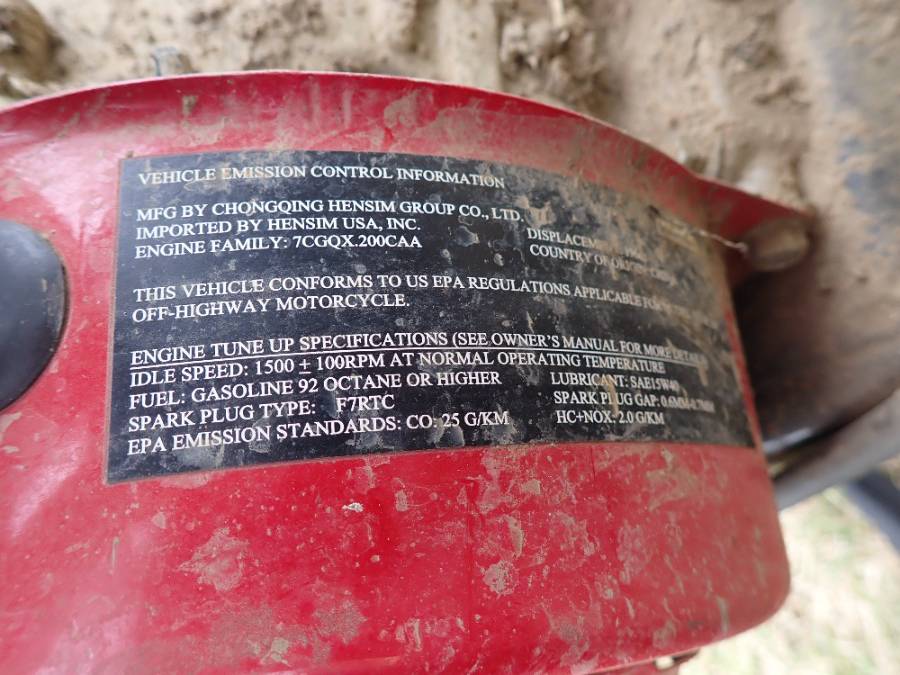 VEHICLE EMISSION CONTROL INFORMATION
MFG BY CHONGQING HENSIM GROUP CO., LTD.
IMPORTED BY HENSIM USA, INC.
ENGINE FAMILY: 7CGQX.200CAA
COUNTRY OF ORIGIN:
THIS VEHICLE CONFORMS TO US EPA REGULATIONS APPLICABLE
OFF-HIGHWAY MOTORCYCLE.
ENGINE TUNE UP SPECIFICATIONS (SEE OWNER'S MANUAL FOR MORE DETAILS)
IDLE SPEED: 1500 ± 100RPM AT NORMAL OPERATING TEMPERATURE
FUEL: GASOLINE 92 OCTANE OR HIGHER LUBRICANT: SAE15W40
SPARK PLUG TYPE: F7RTC SPARK PLUG GAP:
EPA EMISSION STANDARDS: CO: 25 G/KM HC+NOX: 2.0 G/KM